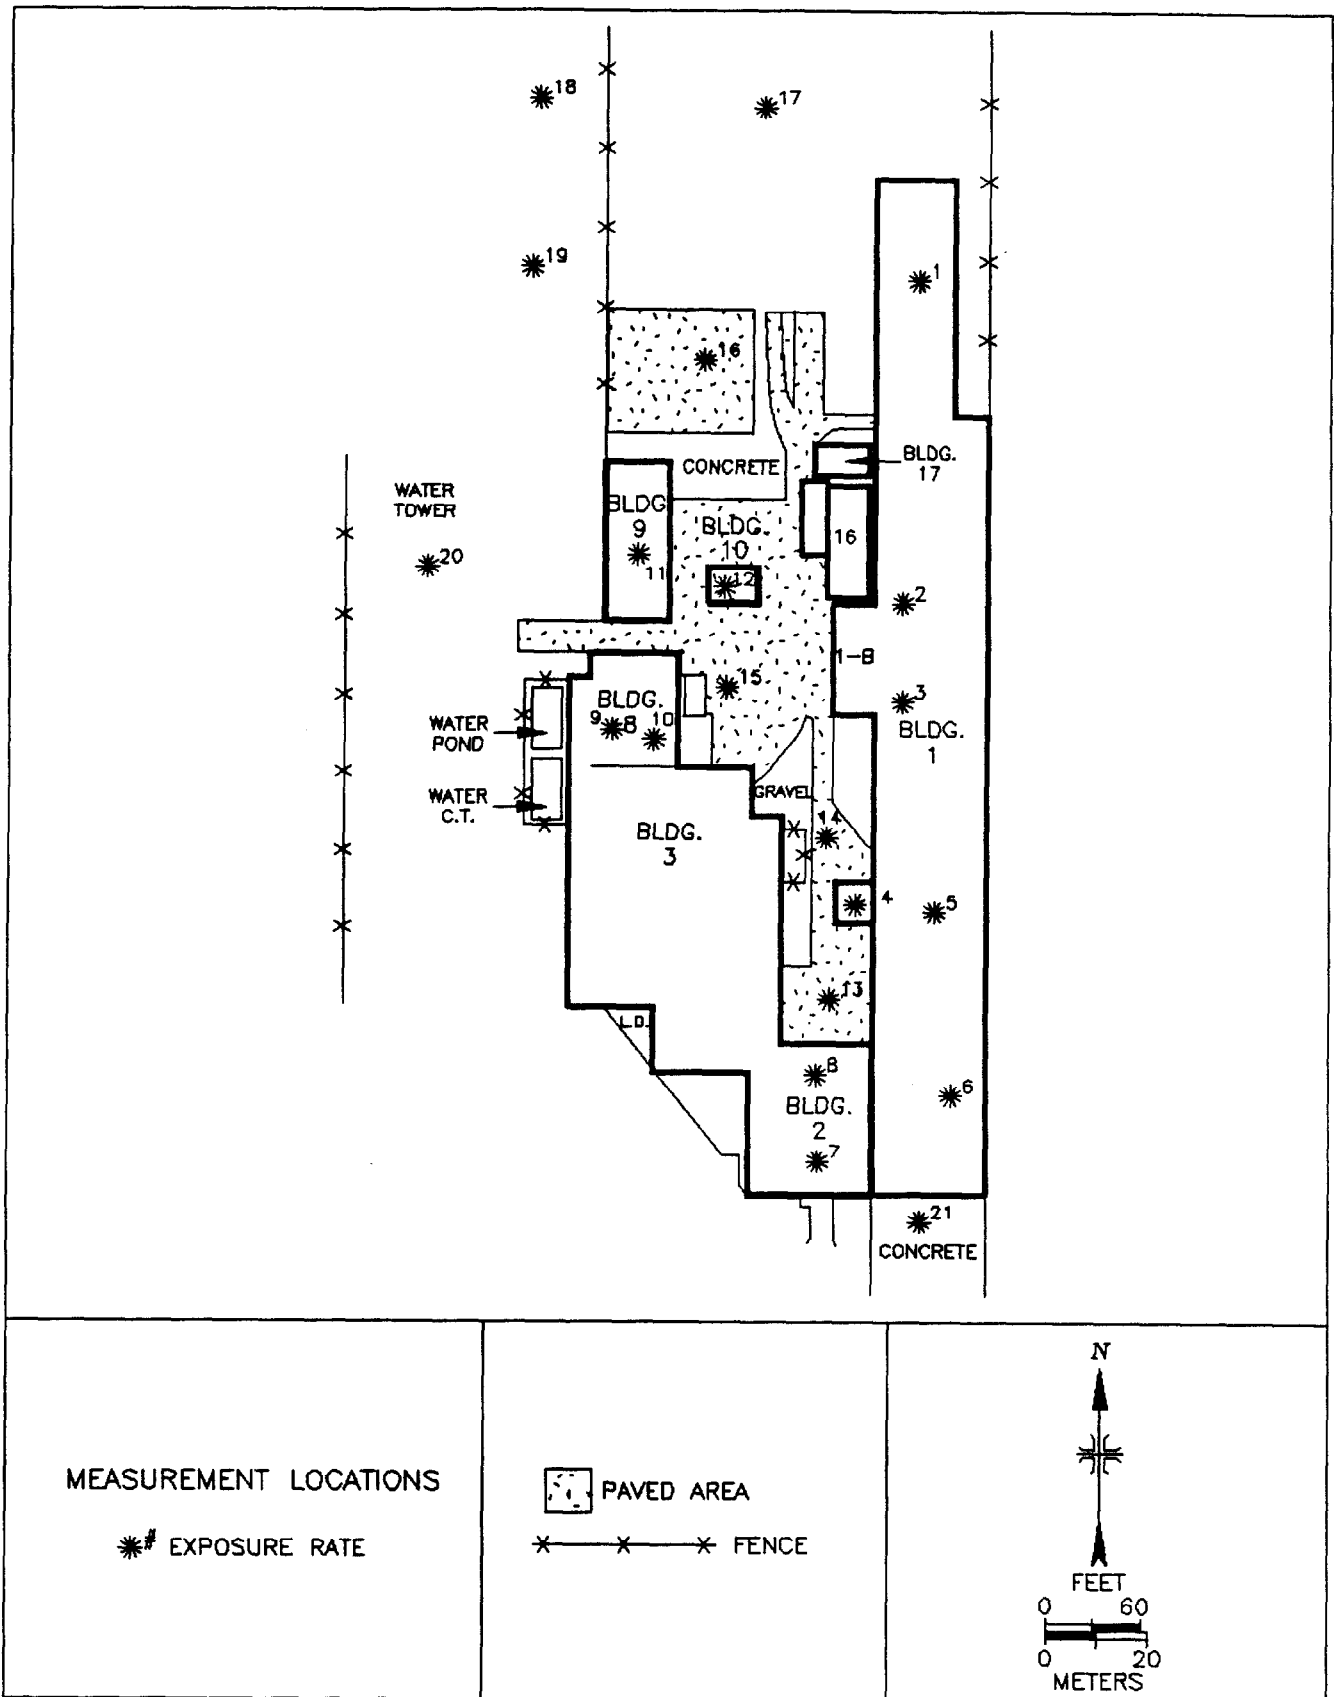 18
17
19
1
16
CONCRETE
BLDG.
17
WATER
TOWER
BLDG
9
BLDG.
10
16
20
11
12
2
1-B
15
3
BLDG.
8
9
10
BLDG.
1
WATER
POND
WATER
C.T.
GRAVEL
BLDG.
3
14
4
5
13
L.D.
8
BLDG.
2
6
7
21
CONCRETE
MEASUREMENT LOCATIONS
# EXPOSURE RATE
PAVED AREA
FENCE
N
FEET
0 60
0 20
METERS